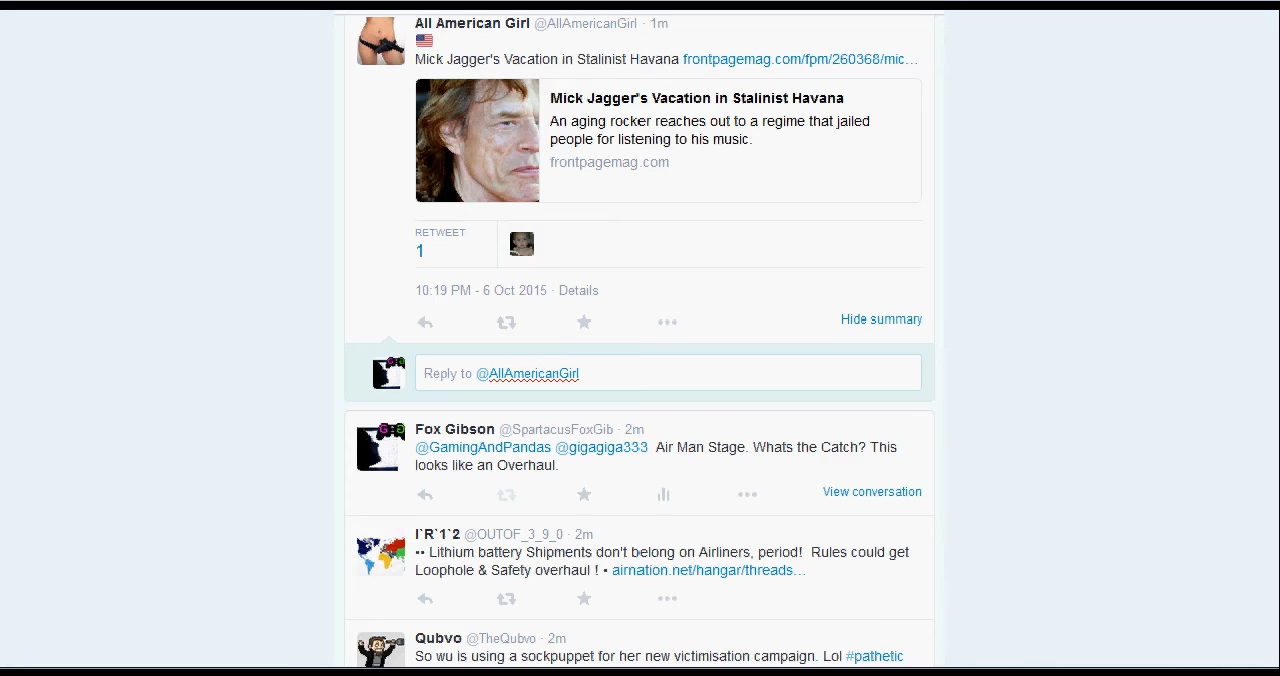 All American Girl @AllAmericanGirl · 1m
Mick Jagger's Vacation in Stalinist Havana frontpagemag.com/fpm/260368/mic...
Mick Jagger's Vacation in Stalinist Havana
An aging rocker reaches out to a regime that jailed
people for listening to his music.
frontpagemag.com
RETWEET
1
10:19 PM - 6 Oct 2015 · Details
Hide summary
Reply to @AllAmericanGirl
Fox Gibson @SpartacusFoxGib · 2m
@GamingAndPandas @gigagiga333 Air Man Stage. Whats the Catch? This
looks like an Overhaul.
View conversation
I`R`1`2 @OUTOF_3_9_0 · 2m
•• Lithium battery Shipments don't belong on Airliners, period! Rules could get
Loophole & Safety overhaul ! • airnation.net/hangar/threads...
Qubvo @TheQubvo · 2m
So wu is using a sockpuppet for her new victimisation campaign. Lol #pathetic